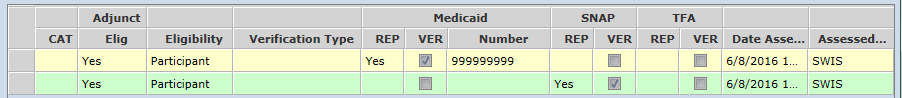 Adjunct Medicaid SNAP TFA
CAT Elig Eligibility Verification Type REP VER Number REP VER REP VER Date Asse... Assessed...
Yes Participant Yes 999999999 6/8/2016 1... SWIS
Yes Participant Yes 6/8/2016 1... SWIS